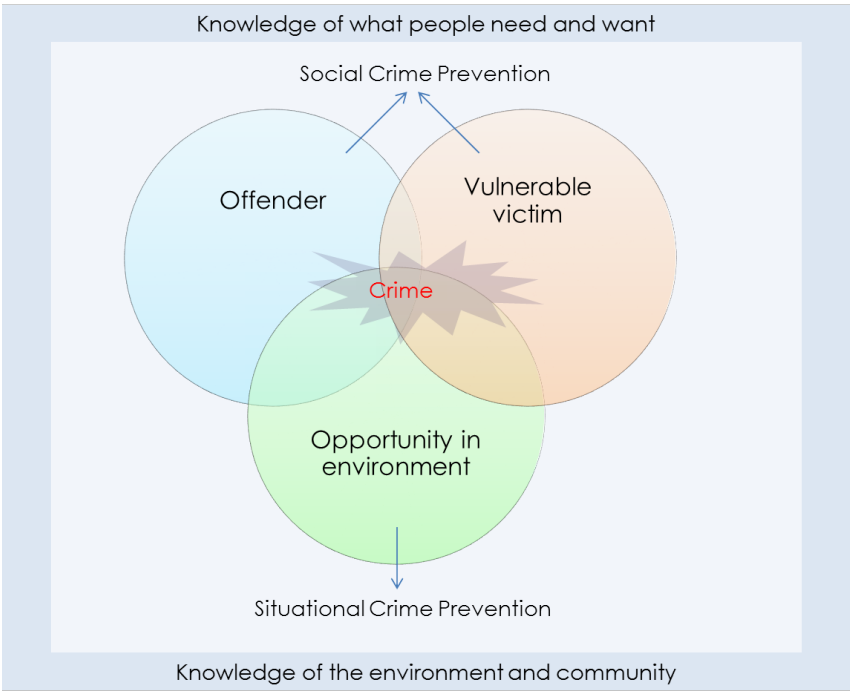 Knowledge of what people need and want
Social Crime Prevention
Offender
Vulnerable
victim
Crime
Opportunity in
environment
Situational Crime Prevention
Knowledge of the environment and community